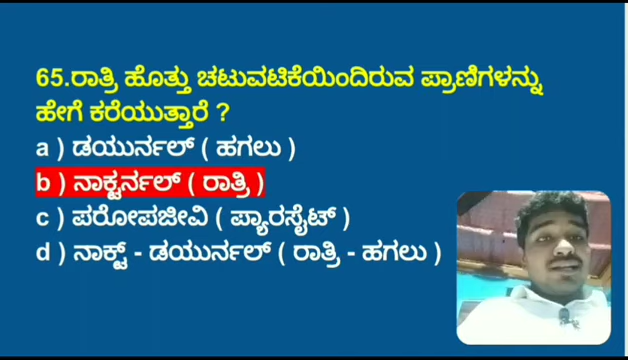 65.ರಾತ್ರಿ ಹೊತ್ತು ಚಟುವಟಿಕೆಯಿಂದಿರುವ ಪ್ರಾಣಿಗಳನ್ನು
ಹೇಗೆ ಕರೆಯುತ್ತಾರೆ ?
a ) ಡಯುರ್ನಲ್ ( ಹಗಲು )
b ) ನಾಕ್ಟರ್ನಲ್ ( ರಾತ್ರಿ )
c ) ಪರೋಪಜೀವಿ ( ಪ್ಯಾರಸೈಟ್ )
d ) ನಾಕ್ಟ್ - ಡಯುರ್ನಲ್ ( ರಾತ್ರಿ - ಹಗಲು )